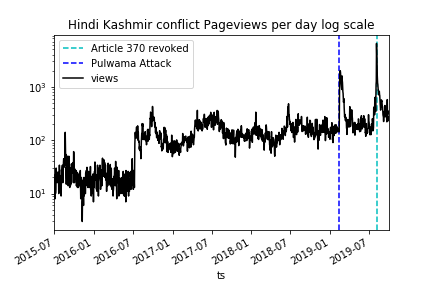 Hindi Kashmir conflict Pageviews per day log scale
Article 370 revoked
Pulwama Attack
views
10³
10²
10¹
2015-07
2016-01
2016-07
2017-01
2017-07
2018-01
2018-07
2019-01
2019-07
ts